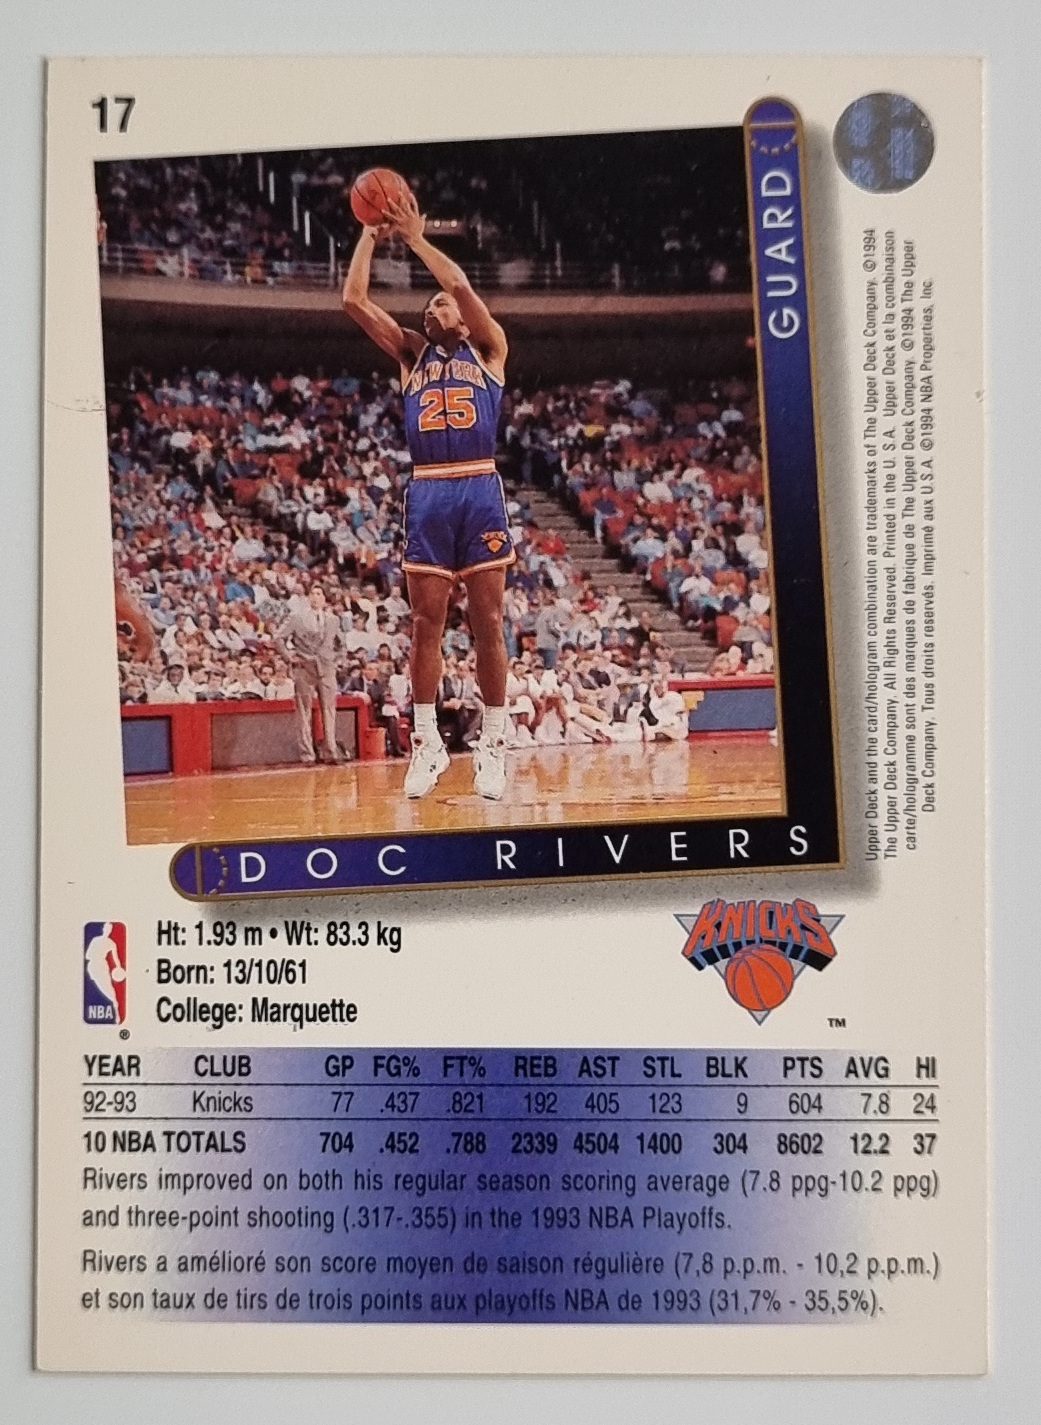 17
GUARD
NEW YORK
25
DOC RIVERS
Upper Deck and the card/hologram combination are trademarks of The Upper Deck Company. ©1994
The Upper Deck Company. All Rights Reserved. Printed in the U.S.A. Upper Deck et la combinaison
carte/hologramme sont des marques de fabrique de The Upper Deck Company. ©1994 The Upper
Deck Company. Tous droits reservés. Imprimé aux U.S.A. ©1994 NBA Properties, Inc.
NBA
®
Ht: 1.93 m • Wt: 83.3 kg
Born: 13/10/61
College: Marquette
KNICKS
™
YEAR CLUB GP FG% FT% REB AST STL BLK PTS AVG HI
92-93 Knicks 77 .437 .821 192 405 123 9 604 7.8 24
10 NBA TOTALS 704 .452 .788 2339 4504 1400 304 8602 12.2 37
Rivers improved on both his regular season scoring average (7.8 ppg-10.2 ppg)
and three-point shooting (.317-.355) in the 1993 NBA Playoffs.
Rivers a amélioré son score moyen de saison régulière (7,8 p.p.m. - 10,2 p.p.m.)
et son taux de tirs de trois points aux playoffs NBA de 1993 (31,7% - 35,5%).